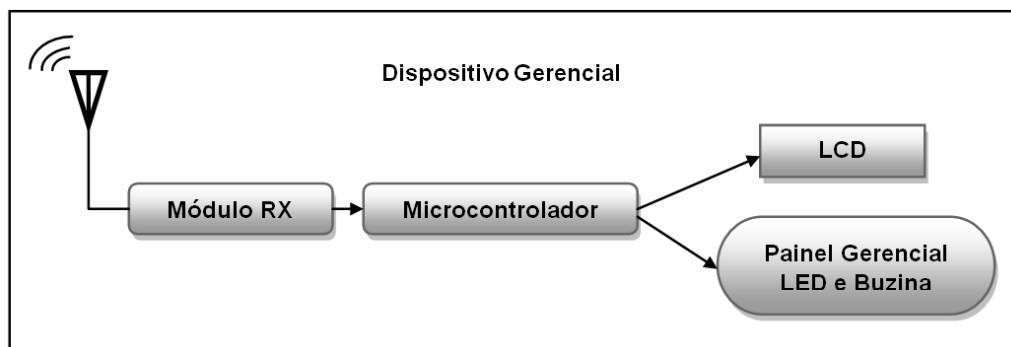 Dispositivo Gerencial
LCD
Módulo RX
Microcontrolador
Painel Gerencial
LED e Buzina